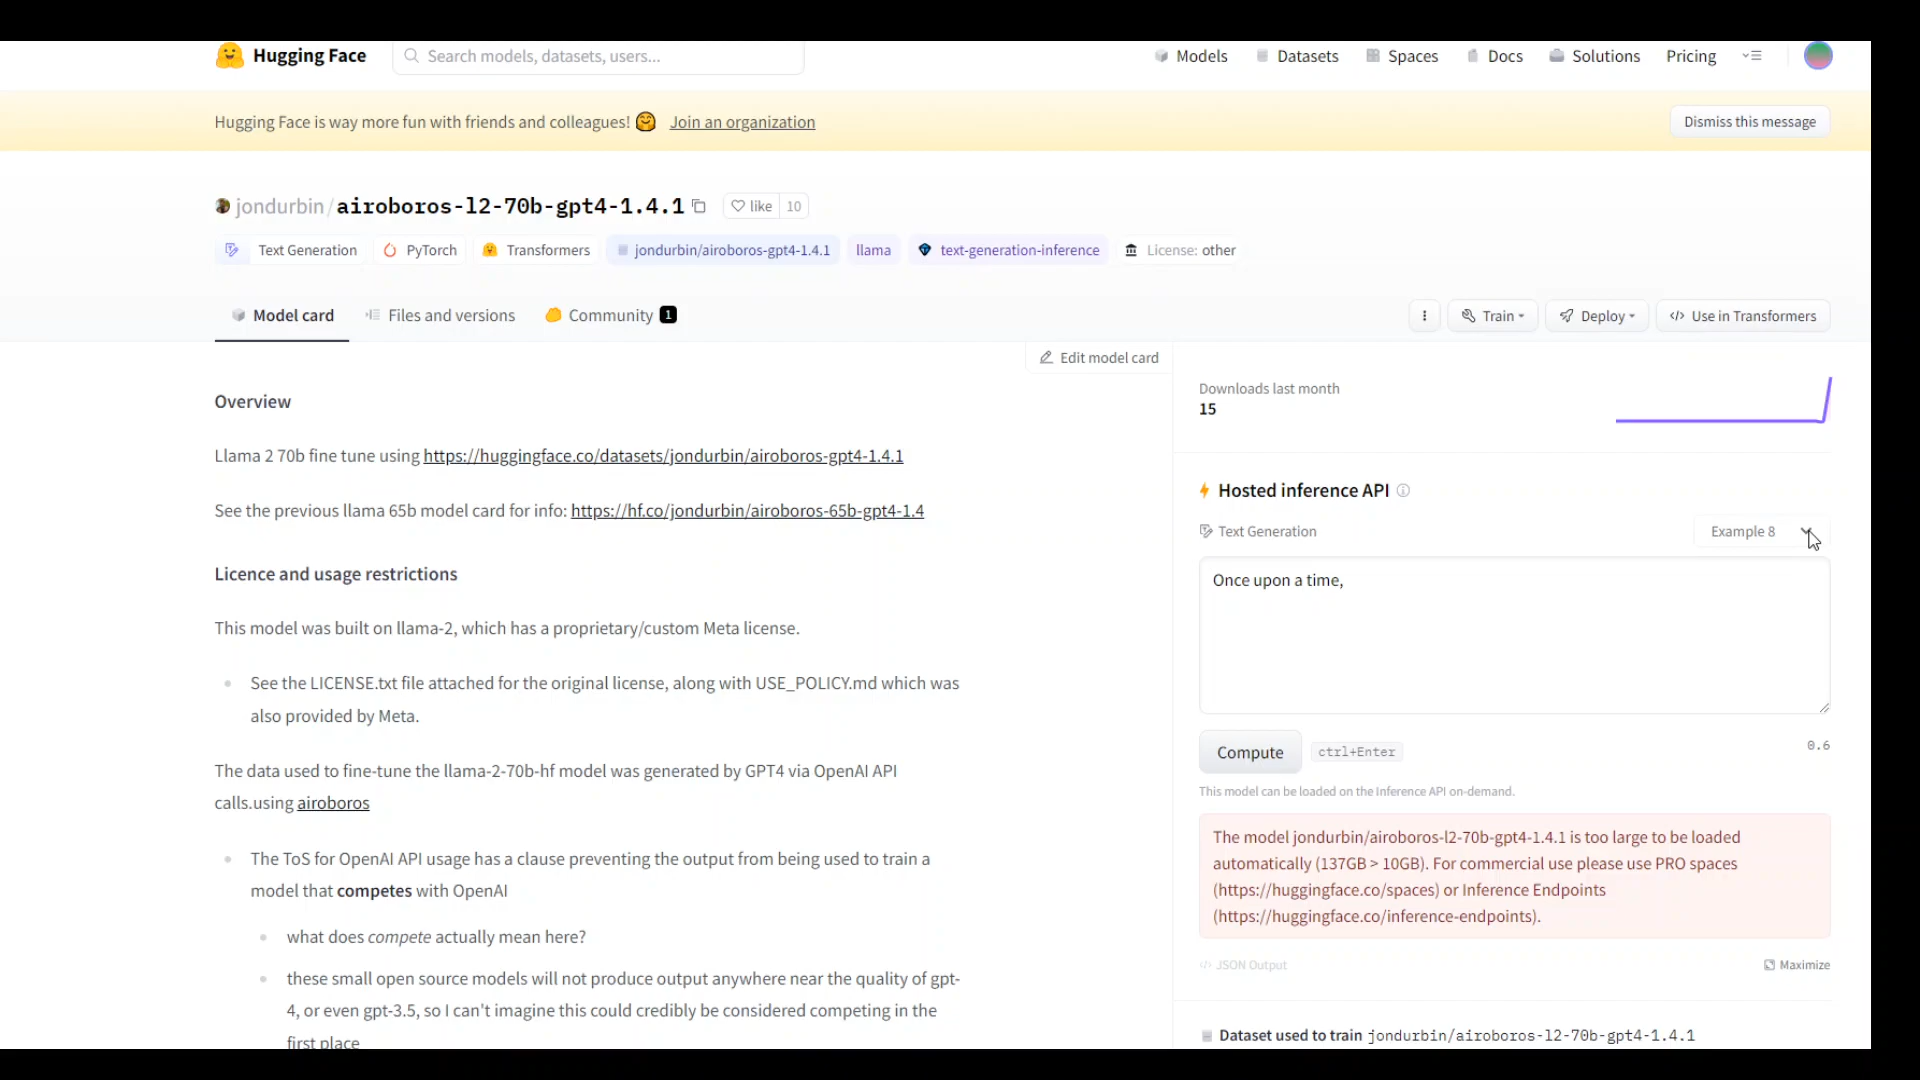 Hugging Face
Search models, datasets, users...
Models
Datasets
Spaces
Docs
Solutions
Pricing
Hugging Face is way more fun with friends and colleagues! 🤗 Join an organization
Dismiss this message
jondurbin/airoboros-l2-70b-gpt4-1.4.1
like 10
Text Generation
PyTorch
Transformers
jondurbin/airoboros-gpt4-1.4.1
llama
text-generation-inference
License: other
Model card
Files and versions
Community 1
Train
Deploy
</> Use in Transformers
Edit model card
Overview
Llama 2 70b fine tune using https://huggingface.co/datasets/jondurbin/airoboros-gpt4-1.4.1
See the previous llama 65b model card for info: https://hf.co/jondurbin/airoboros-65b-gpt4-1.4
Licence and usage restrictions
This model was built on llama-2, which has a proprietary/custom Meta license.
See the LICENSE.txt file attached for the original license, along with USE_POLICY.md which was
also provided by Meta.
The data used to fine-tune the llama-2-70b-hf model was generated by GPT4 via OpenAI API
calls.using airoboros
The ToS for OpenAI API usage has a clause preventing the output from being used to train a
model that competes with OpenAI
what does compete actually mean here?
these small open source models will not produce output anywhere near the quality of gpt-
4, or even gpt-3.5, so I can't imagine this could credibly be considered competing in the
first place
Downloads last month
15
Hosted inference API
Text Generation
Example 8
Once upon a time,
Compute
ctrl+Enter
0.6
This model can be loaded on the Inference API on-demand.
The model jondurbin/airoboros-l2-70b-gpt4-1.4.1 is too large to be loaded
automatically (137GB > 10GB). For commercial use please use PRO spaces
(https://huggingface.co/spaces) or Inference Endpoints
(https://huggingface.co/inference-endpoints).
</> JSON Output
Maximize
Dataset used to train jondurbin/airoboros-l2-70b-gpt4-1.4.1